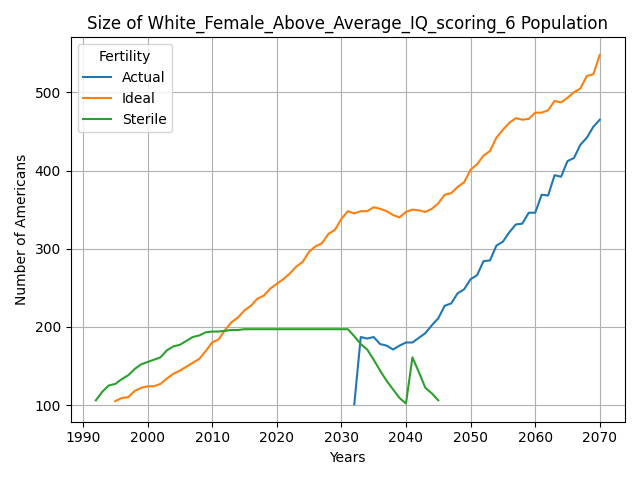 Size of White_Female_Above_Average_IQ_scoring_6 Population
Fertility
Actual
Ideal
Sterile
Number of Americans
500
400
300
200
100
1990 2000 2010 2020 2030 2040 2050 2060 2070
Years